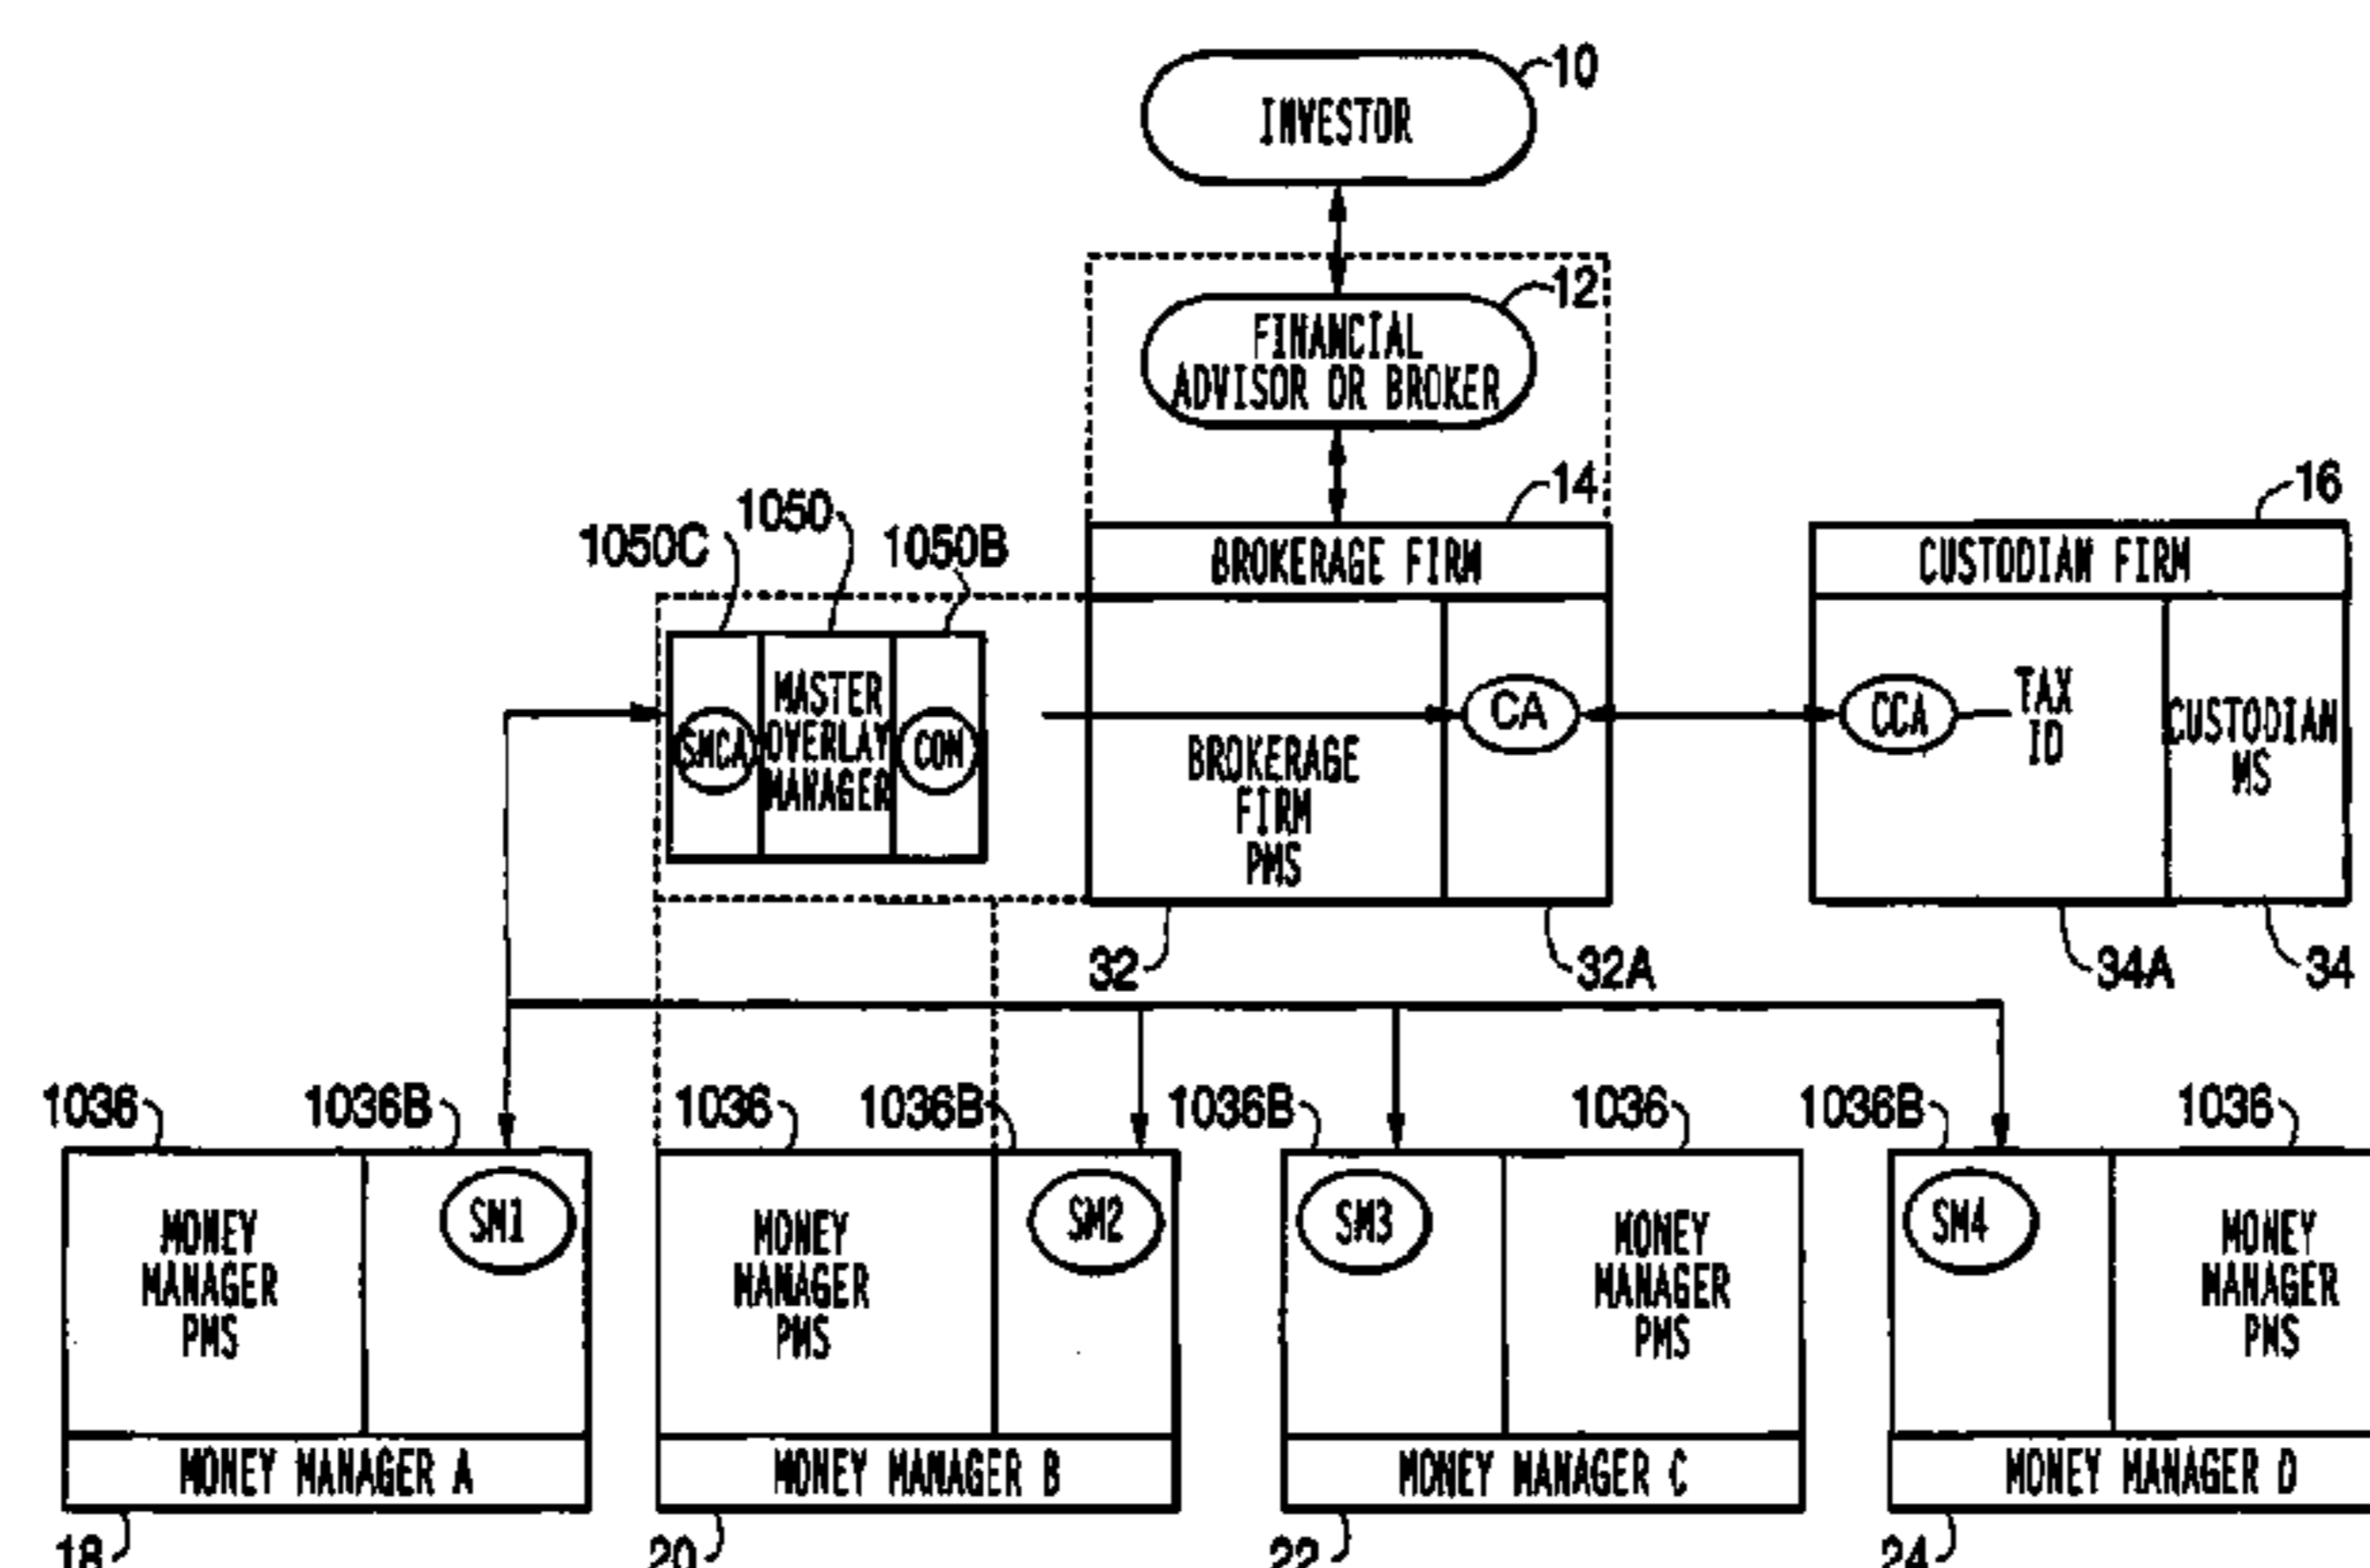 10
INVESTOR
12
FINANCIAL
ADVISOR OR BROKER
14
16
1050C
1050
1050B
BROKERAGE FIRM
CUSTODIAN FIRM
SMCA
MASTER
OVERLAY
MANAGER
COM
BROKERAGE
FIRM
PMS
CA
CCA
TAX
ID
CUSTODIAN
MS
32
32A
34A
34
1036
1036B
1036
1036B
1036B
1036
1036B
1036
MONEY
MANAGER
PMS
SM1
MONEY
MANAGER
PMS
SM2
SM3
MONEY
MANAGER
PMS
SM4
MONEY
MANAGER
PMS
MONEY MANAGER A
MONEY MANAGER B
MONEY MANAGER C
MONEY MANAGER D
18
20
22
24